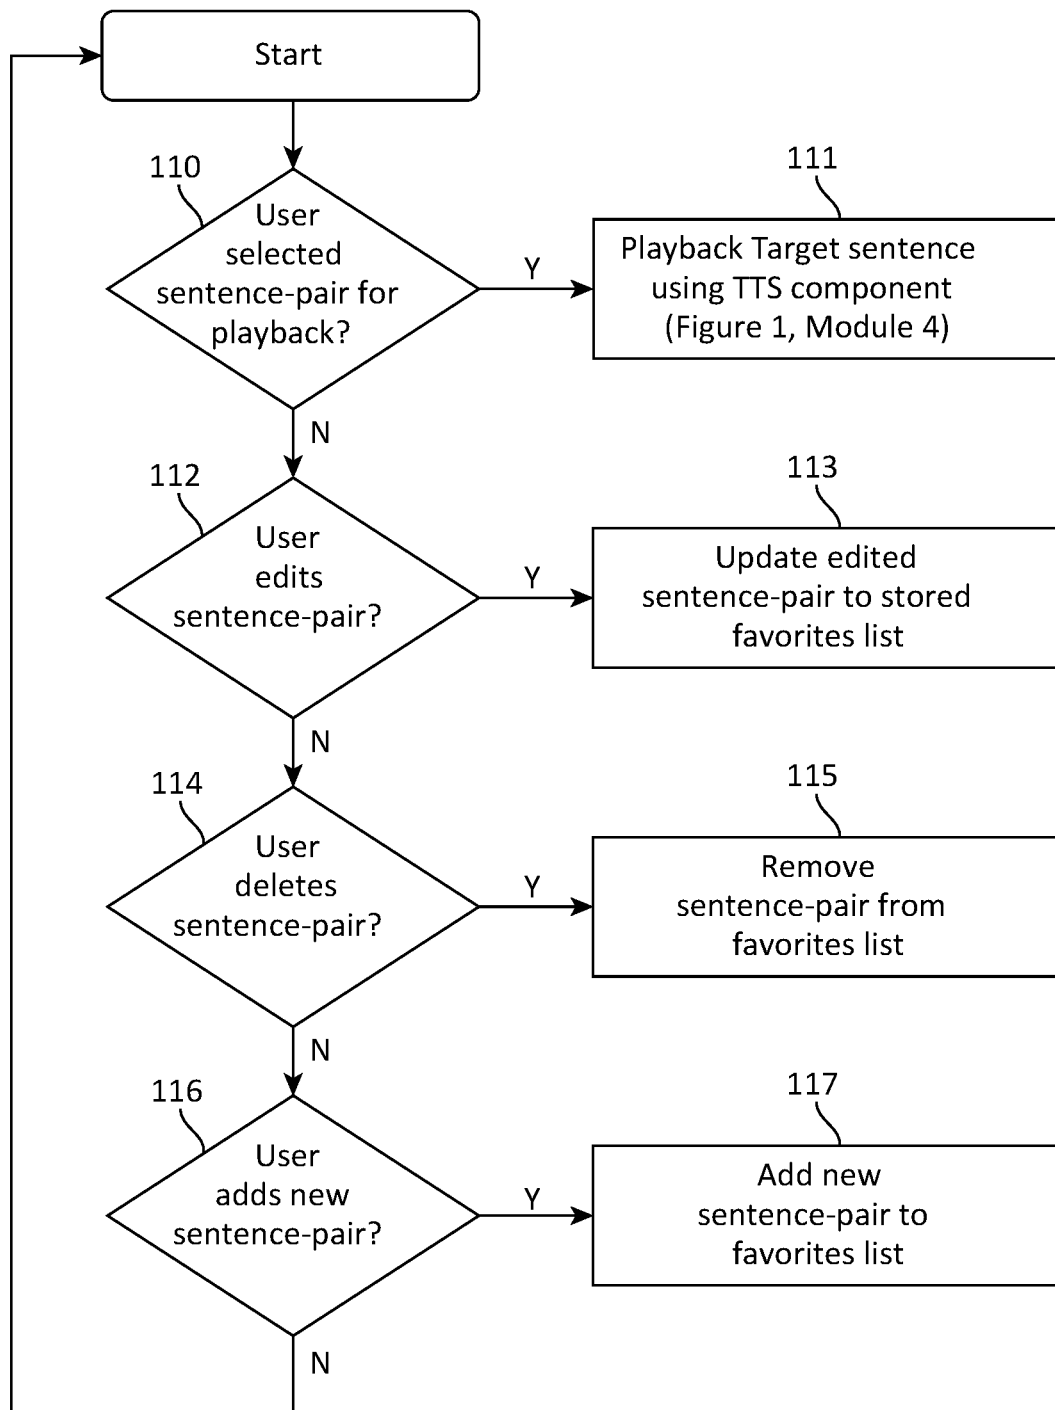 Start
110
User
selected
sentence-pair for
playback?
Y
111
Playback Target sentence
using TTS component
(Figure 1, Module 4)
N
112
User
edits
sentence-pair?
Y
113
Update edited
sentence-pair to stored
favorites list
N
114
User
deletes
sentence-pair?
Y
115
Remove
sentence-pair from
favorites list
N
116
User
adds new
sentence-pair?
Y
117
Add new
sentence-pair to
favorites list
N